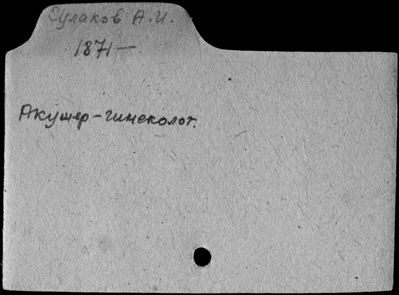 Сулаков А. И.
1871—
Акушер-гинеколог.